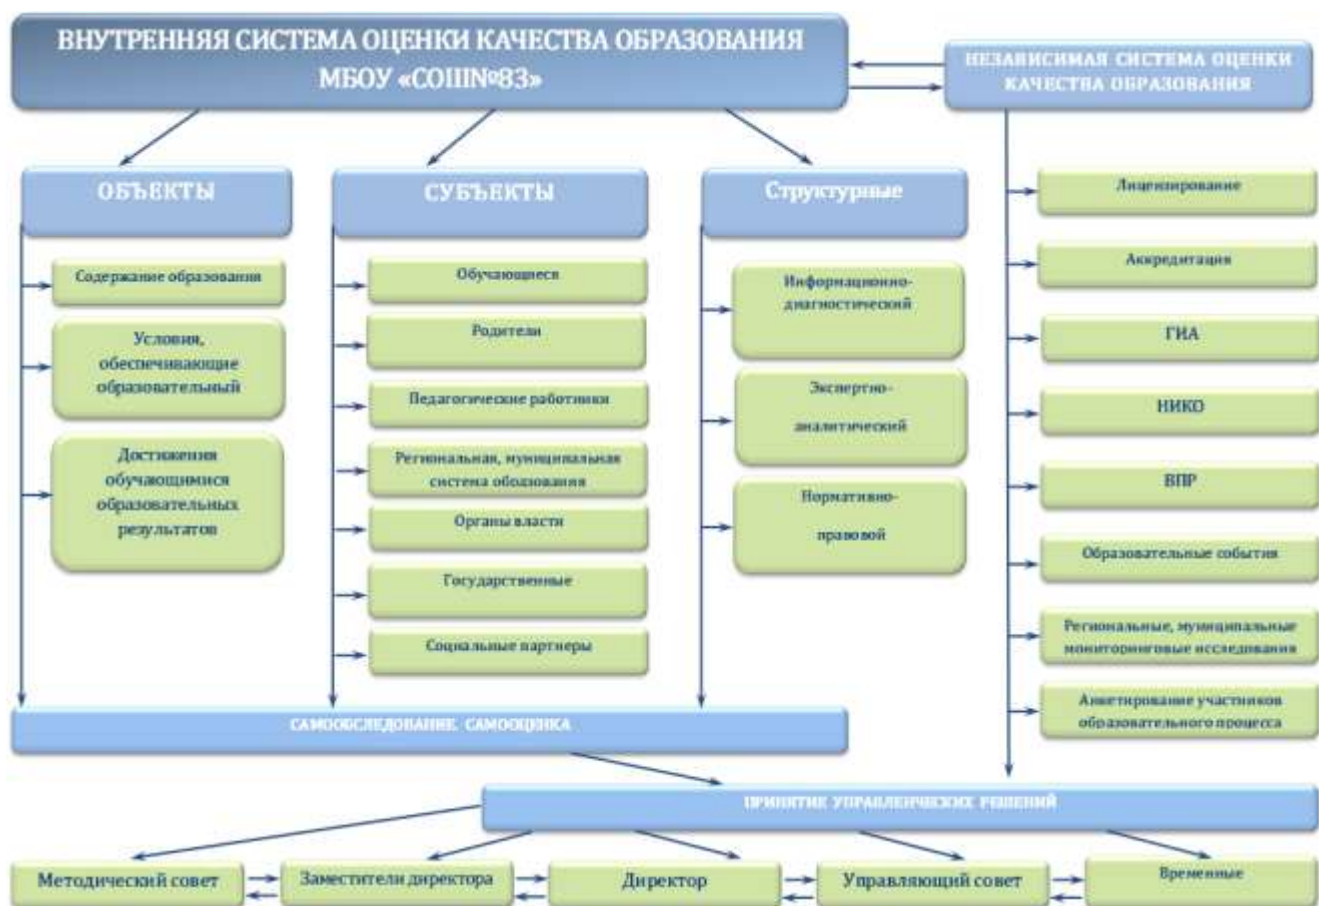 ВНУТРЕННЯЯ СИСТЕМА ОЦЕНКИ КАЧЕСТВА ОБРАЗОВАНИЯ
МБОУ «СОШ№83»
НЕЗАВИСИМАЯ СИСТЕМА ОЦЕНКИ
КАЧЕСТВА ОБРАЗОВАНИЯ
ОБЪЕКТЫ
Содержание образования
Условия,
обеспечивающие
образовательный
Достижения
обучающимися
образовательных
результатов
СУБЪЕКТЫ
Обучающиеся
Родители
Педагогические работники
Региональная, муниципальная
система ободзования
Органы власти
Государственные
Социальные партнеры
Структурные
Информационно-
диагностический
Экспертно-
аналитический
Нормативно-
правовой
Лицензирование
Аккредитация
ГИА
НИКО
ВПР
Образовательные события
Региональные, муниципальные
мониторинговые исследования
Анкетирование участников
образовательного процесса
САМООБСЛЕДОВАНИЕ. САМООЦЕНКА
ПРИНЯТИЕ УПРАВЛЕНЧЕСКИХ РЕШЕНИЙ
Методический совет
Заместители директора
Директор
Управляющий совет
Временные